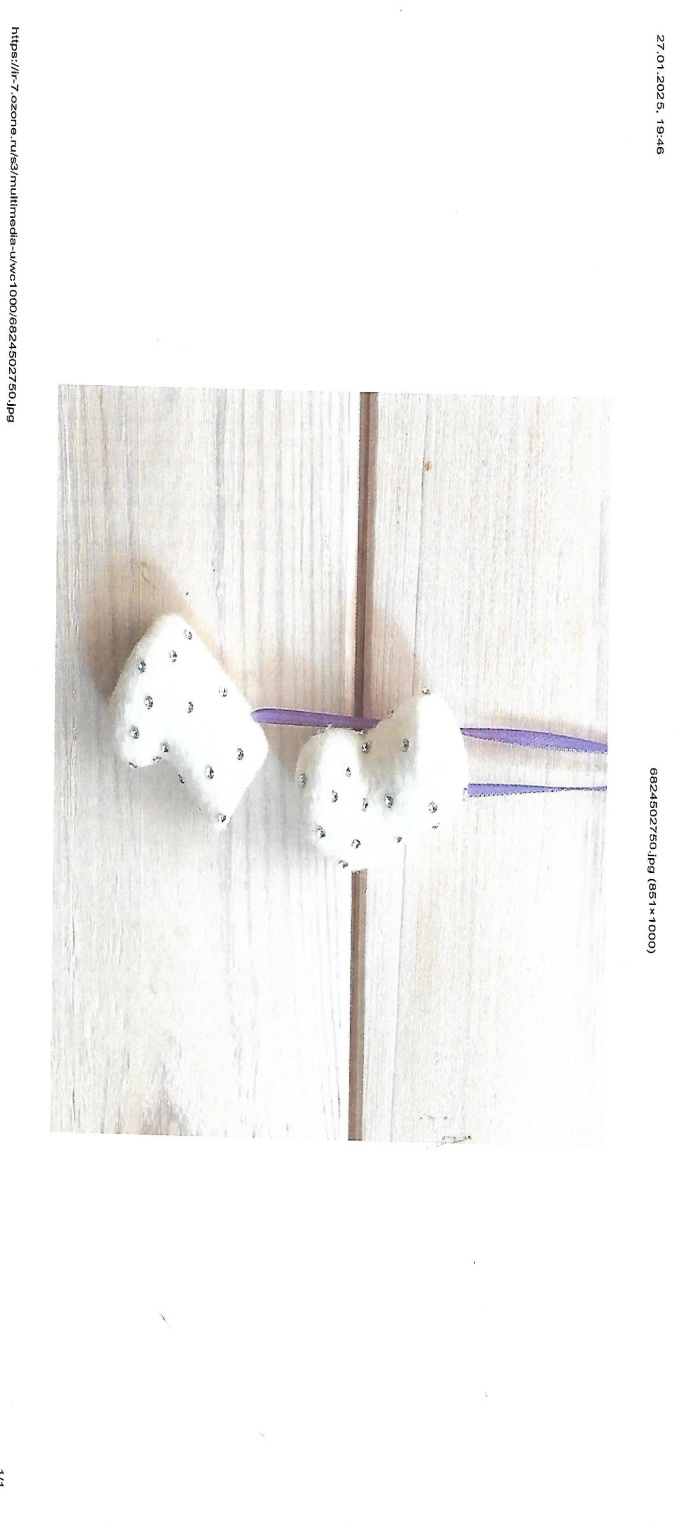 27.01.2025, 19:46
6824502750.jpg (851×1000)
https://ir-7.ozone.ru/s3/multimedia-u/wc1000/6824502750.jpg
1/1